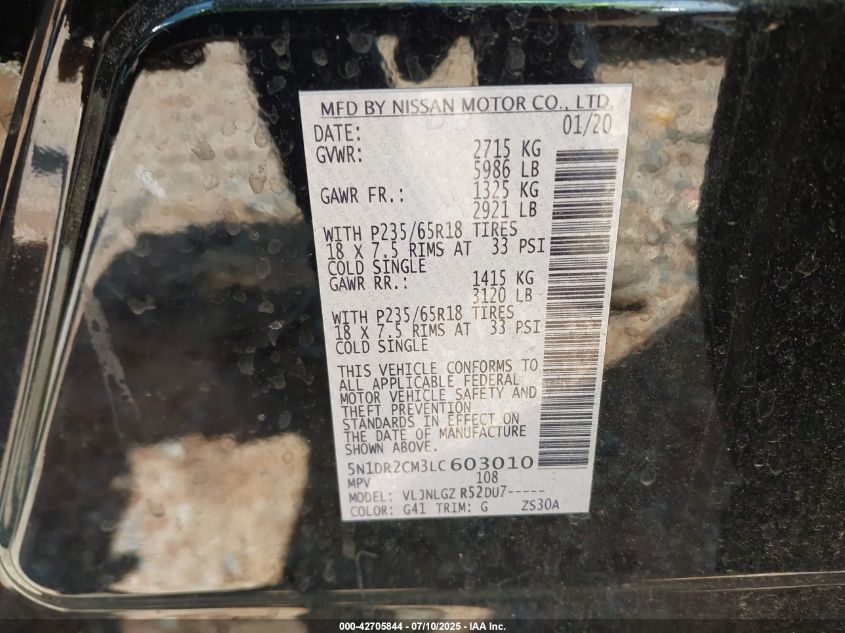 MFD BY NISSAN MOTOR CO., LTD.
DATE: 01/20
GVWR: 2715 KG
5986 LB
GAWR FR.: 1325 KG
2921 LB
WITH P235/65R18 TIRES
18 X 7.5 RIMS AT 33 PSI
COLD SINGLE
GAWR RR.: 1415 KG
3120 LB
WITH P235/65R18 TIRES
18 X 7.5 RIMS AT 33 PSI
COLD SINGLE
THIS VEHICLE CONFORMS TO
ALL APPLICABLE FEDERAL
MOTOR VEHICLE SAFETY AND
THEFT PREVENTION
STANDARDS IN EFFECT ON
THE DATE OF MANUFACTURE
SHOWN ABOVE.
5N1DR2CM3LC603010
MPV 108
MODEL: VLJNLGZ R52DU7-----
COLOR: G41 TRIM: G ZS30A
000-42705844 - 07/10/2025 - IAA Inc.